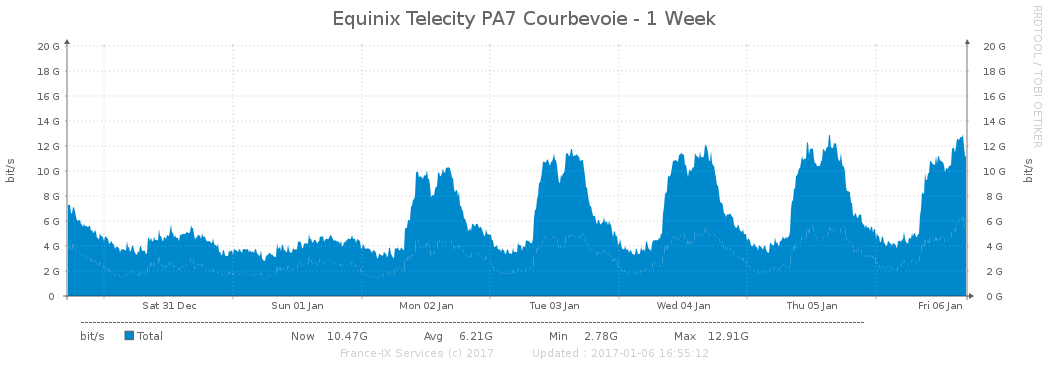 Equinix Telecity PA7 Courbevoie - 1 Week
RRDTOOL / TOBI OETIKER
bit/s
20 G 20 G
18 G 18 G
16 G 16 G
14 G 14 G
12 G 12 G
10 G 10 G
8 G 8 G
6 G 6 G
4 G 4 G
2 G 2 G
0 0 G
bit/s
Sat 31 Dec Sun 01 Jan Mon 02 Jan Tue 03 Jan Wed 04 Jan Thu 05 Jan Fri 06 Jan
bit/s Total Now 10.47G Avg 6.21G Min 2.78G Max 12.91G
France-IX Services (c) 2017 Updated : 2017-01-06 16:55:12